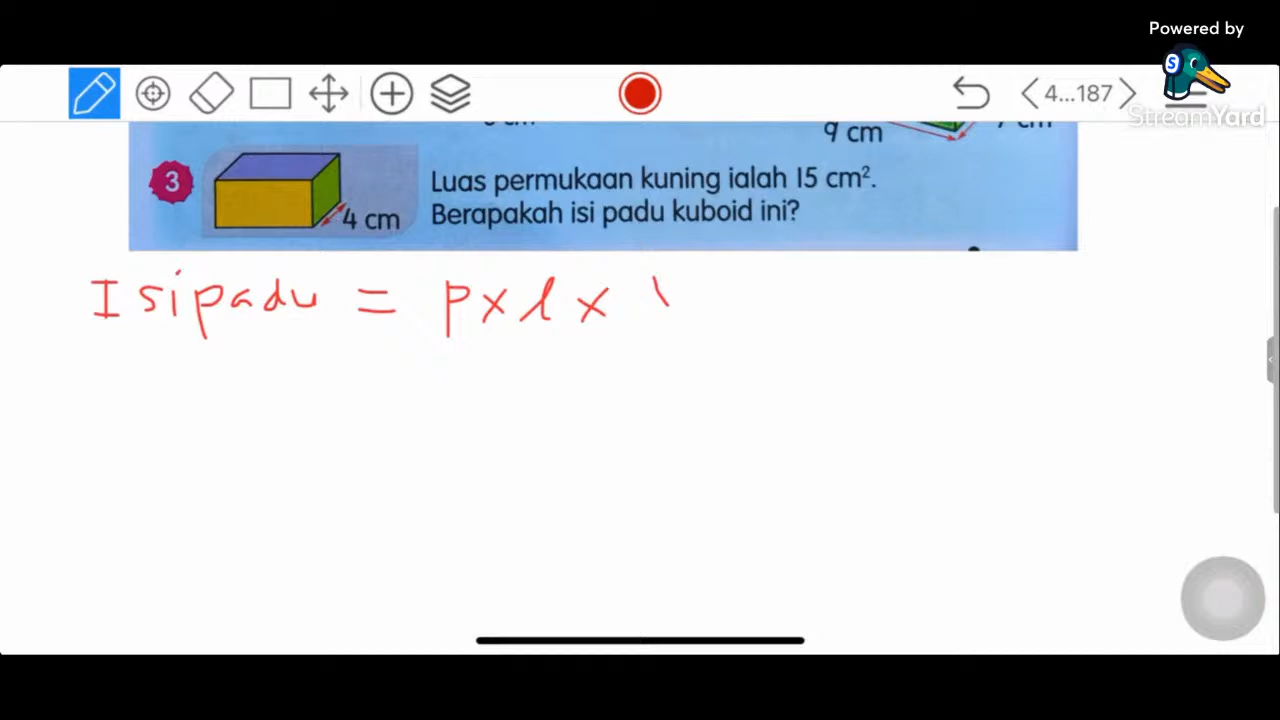 Powered by
4...187
StreamYard
9 cm
3
4 cm
Luas permukaan kuning ialah 15 cm².
Berapakah isi padu kuboid ini?
Isipadu = p x l x